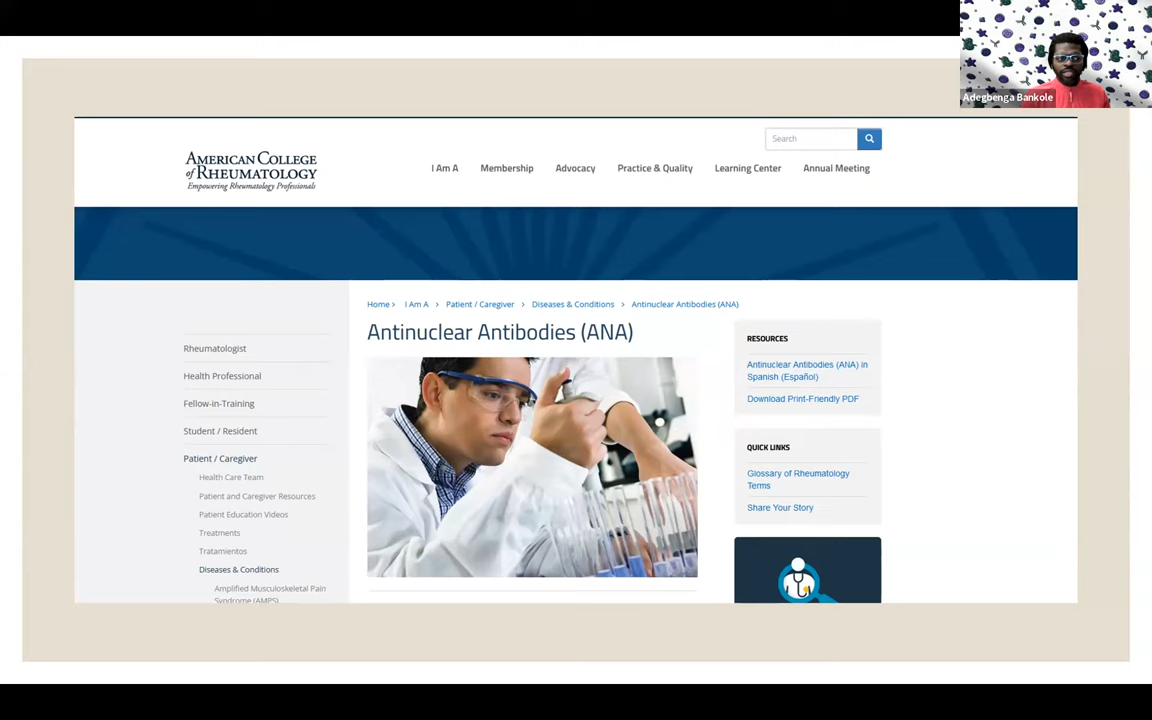 Adegbenga Bankole
Search
AMERICAN COLLEGE
of RHEUMATOLOGY
Empowering Rheumatology Professionals
I Am A
Membership
Advocacy
Practice & Quality
Learning Center
Annual Meeting
Home > I Am A > Patient / Caregiver > Diseases & Conditions > Antinuclear Antibodies (ANA)
Antinuclear Antibodies (ANA)
Rheumatologist
Health Professional
Fellow-in-Training
Student / Resident
Patient / Caregiver
Health Care Team
Patient and Caregiver Resources
Patient Education Videos
Treatments
Tratamientos
Diseases & Conditions
Amplified Musculoskeletal Pain
Syndrome (AMPS)
RESOURCES
Antinuclear Antibodies (ANA) in
Spanish (Español)
Download Print-Friendly PDF
QUICK LINKS
Glossary of Rheumatology
Terms
Share Your Story